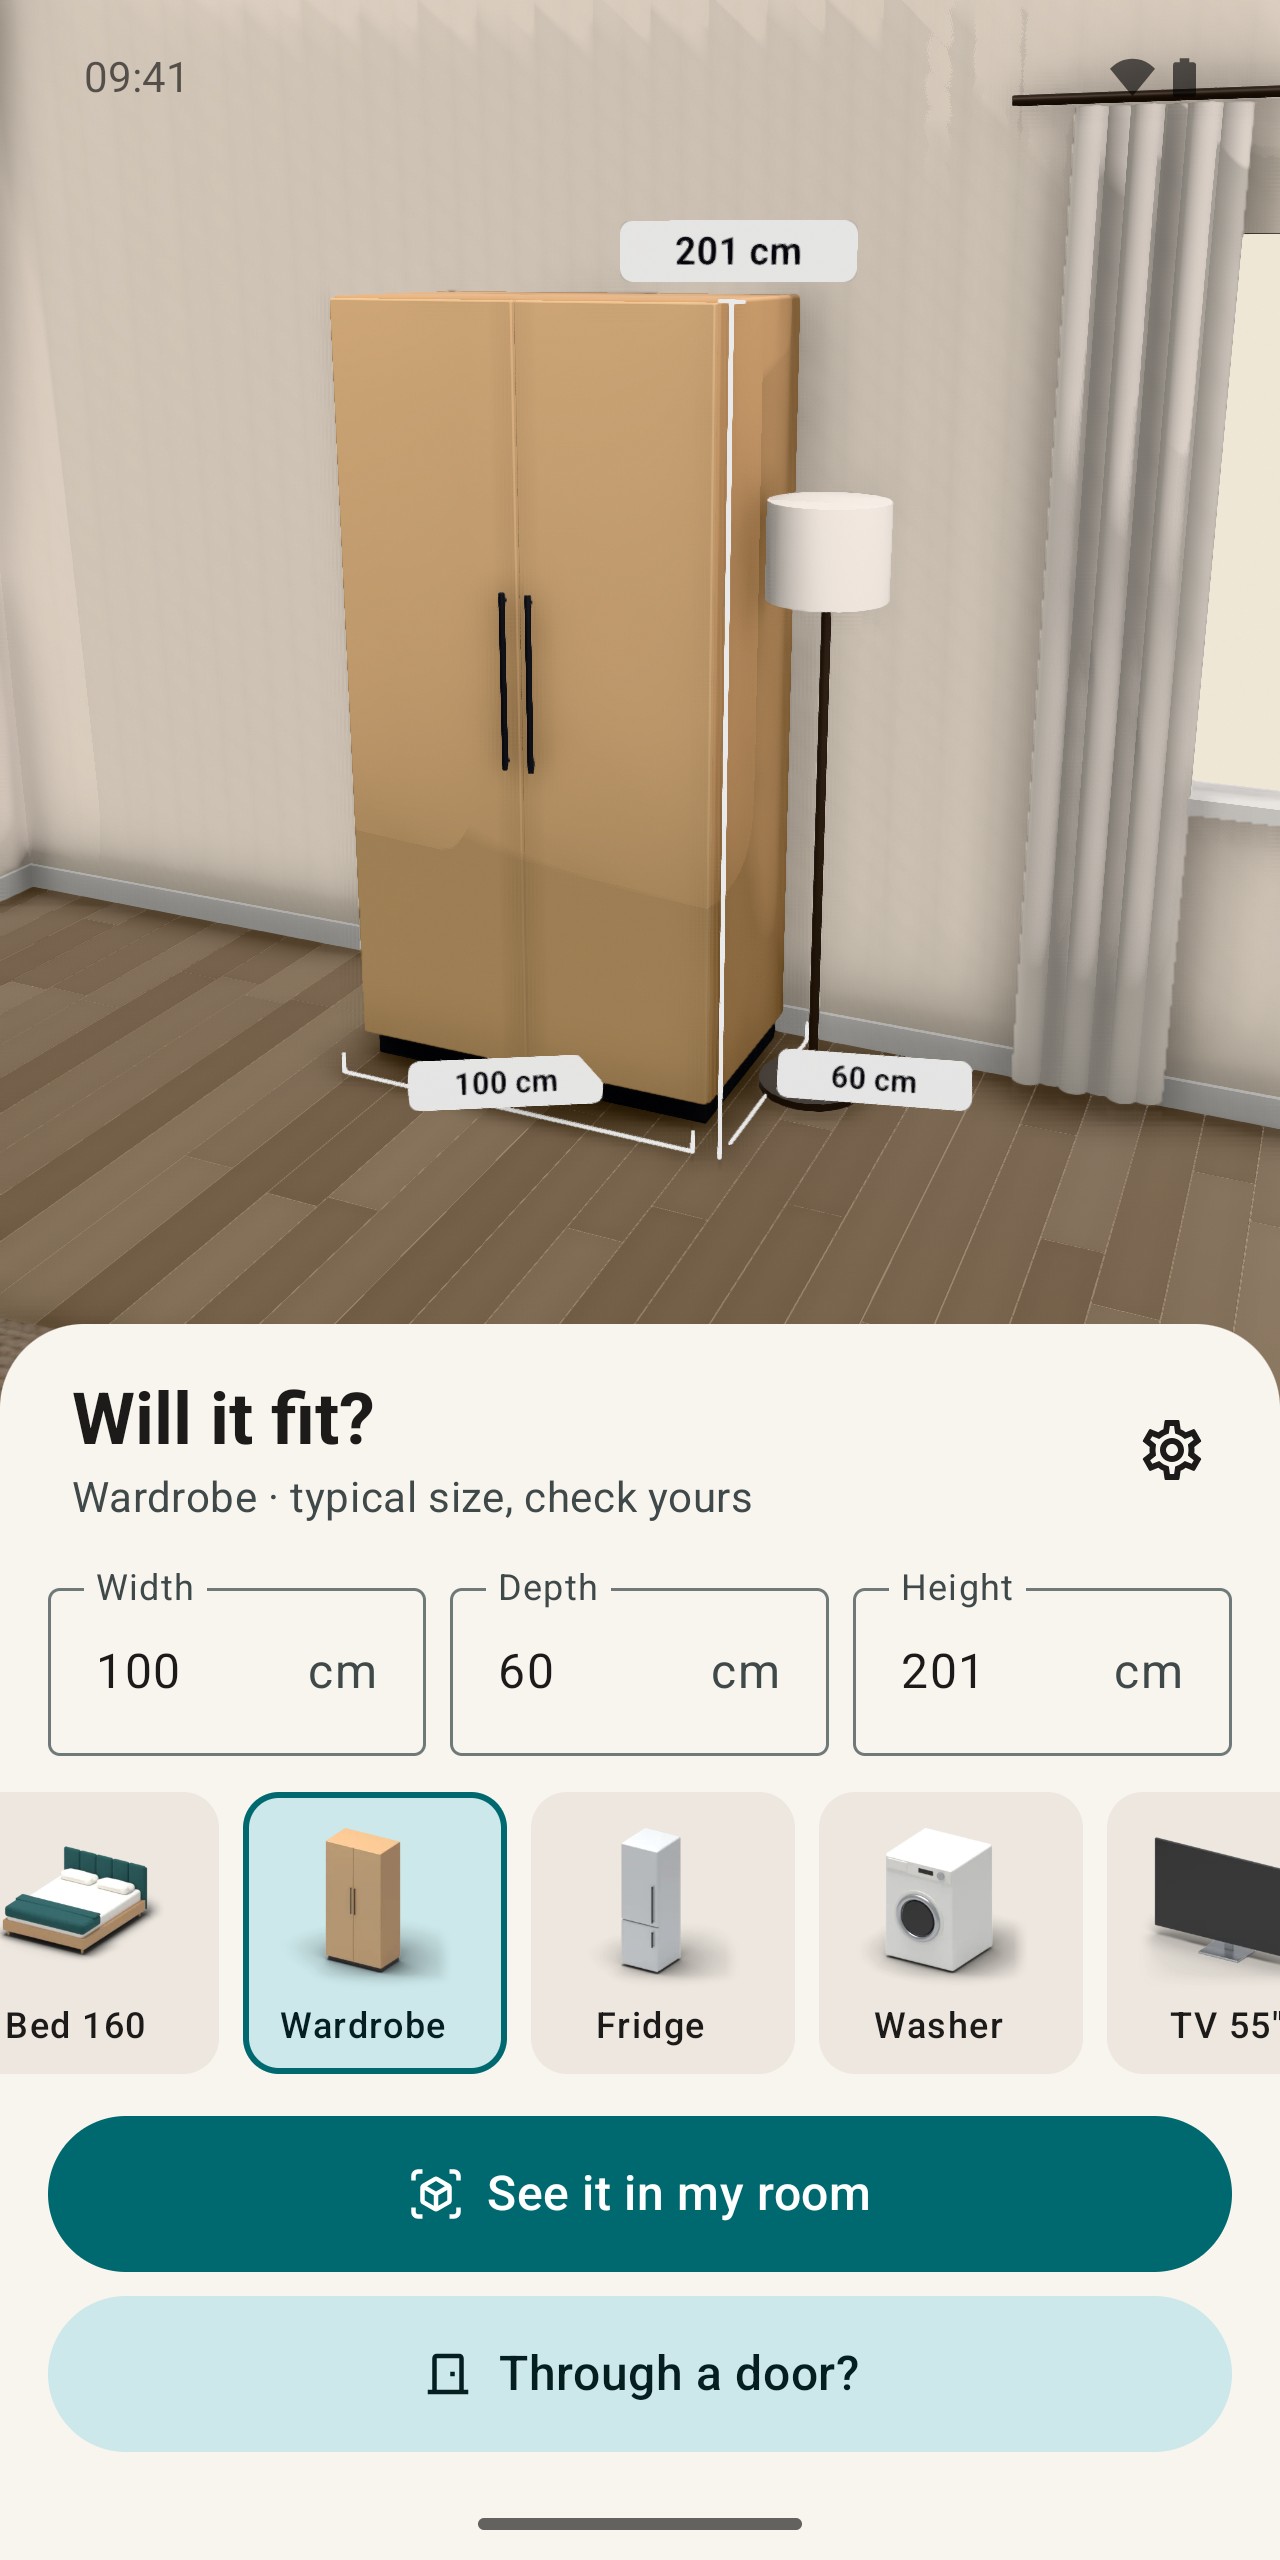 09:41
201 cm
100 cm
60 cm
Will it fit?
Wardrobe · typical size, check yours
Width
Depth
Height
100 cm
60 cm
201 cm
Bed 160
Wardrobe
Fridge
Washer
TV 55"
See it in my room
Through a door?